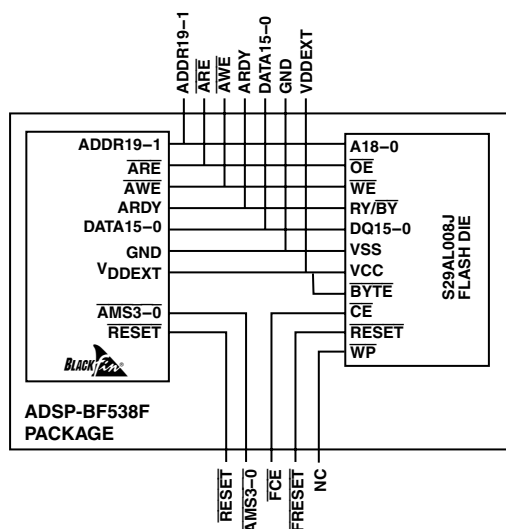 ADDR19–1
ARE
AWE
ARDY
DATA15-0
GND
VDDEXT
ADDR19–1
ARE
AWE
ARDY
DATA15-0
GND
VDDEXT
AMS3–0
RESET
BLACKfin
A18-0
OE
WE
RY/BY
DQ15-0
VSS
VCC
BYTE
CE
RESET
WP
S29AL008J
FLASH DIE
ADSP-BF538F
PACKAGE
RESET
AMS3–0
FCE
FRESET
NC